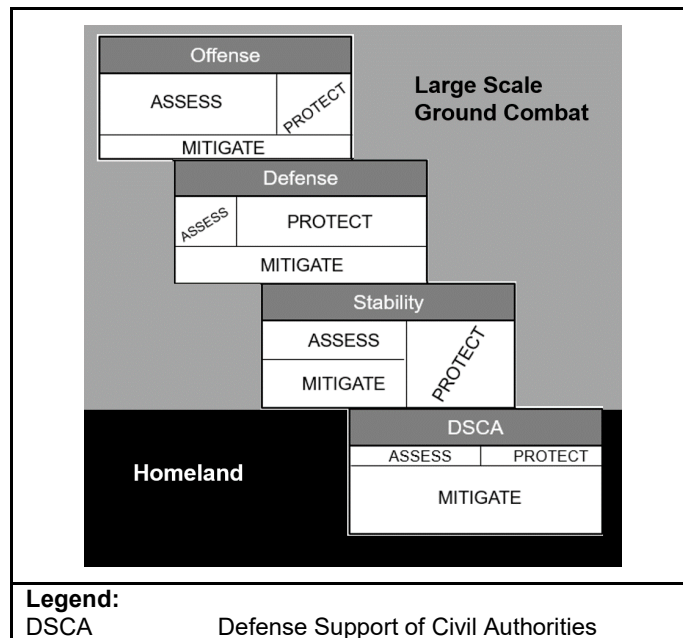 Offense
ASSESS
PROTECT
MITIGATE
Large Scale
Ground Combat
Defense
ASSESS
PROTECT
MITIGATE
Stability
ASSESS
PROTECT
MITIGATE
DSCA
ASSESS PROTECT
MITIGATE
Homeland
Legend:
DSCA Defense Support of Civil Authorities